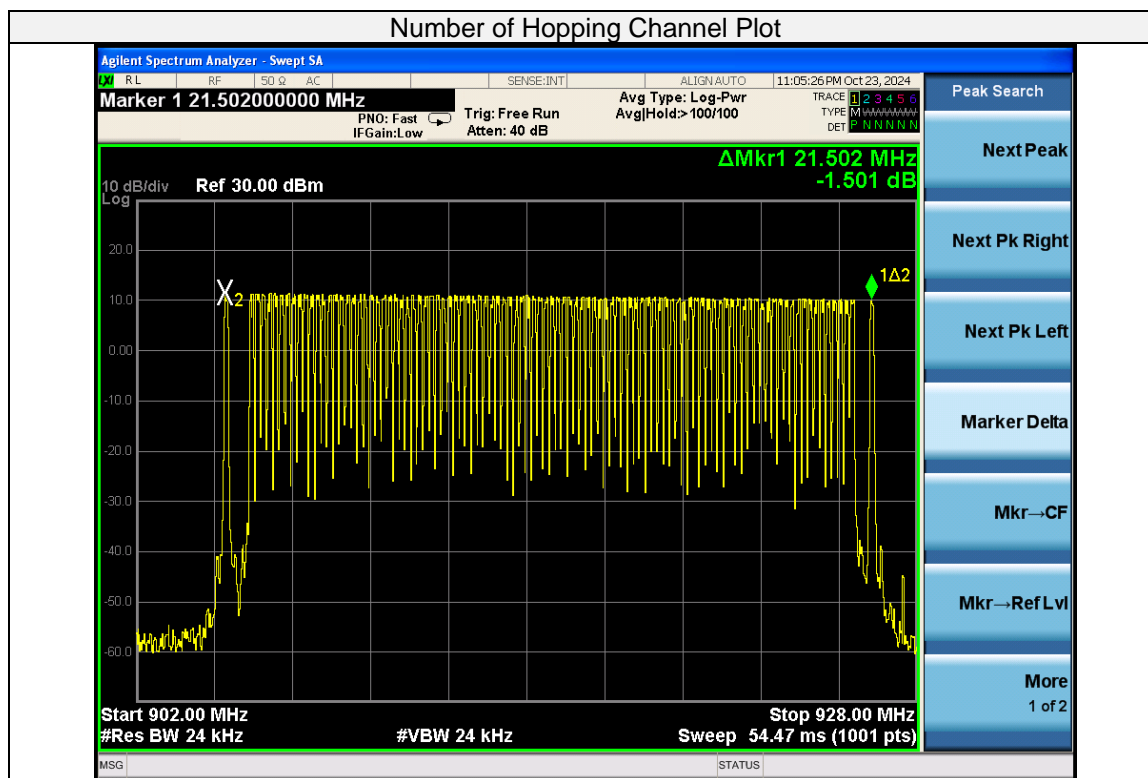 Number of Hopping Channel Plot
Agilent Spectrum Analyzer - Swept SA
LXI RL RF 50 Ω AC SENSE:INT ALIGN AUTO 11:05:26 PM Oct 23, 2024
Marker 1 21.502000000 MHz
PNO: Fast
IFGain:Low
Trig: Free Run
Atten: 40 dB
Avg Type: Log-Pwr
Avg|Hold:>100/100
TRACE 1 2 3 4 5 6
TYPE M
DET P N N N N N
Peak Search
Next Peak
Next Pk Right
Next Pk Left
Marker Delta
Mkr→CF
Mkr→Ref Lvl
More
1 of 2
ΔMkr1 21.502 MHz
-1.501 dB
10 dB/div Ref 30.00 dBm
Log
20.0
10.0
0.00
-10.0
-20.0
-30.0
-40.0
-50.0
-60.0
X2
1Δ2
Start 902.00 MHz Stop 928.00 MHz
#Res BW 24 kHz #VBW 24 kHz Sweep 54.47 ms (1001 pts)
MSG STATUS